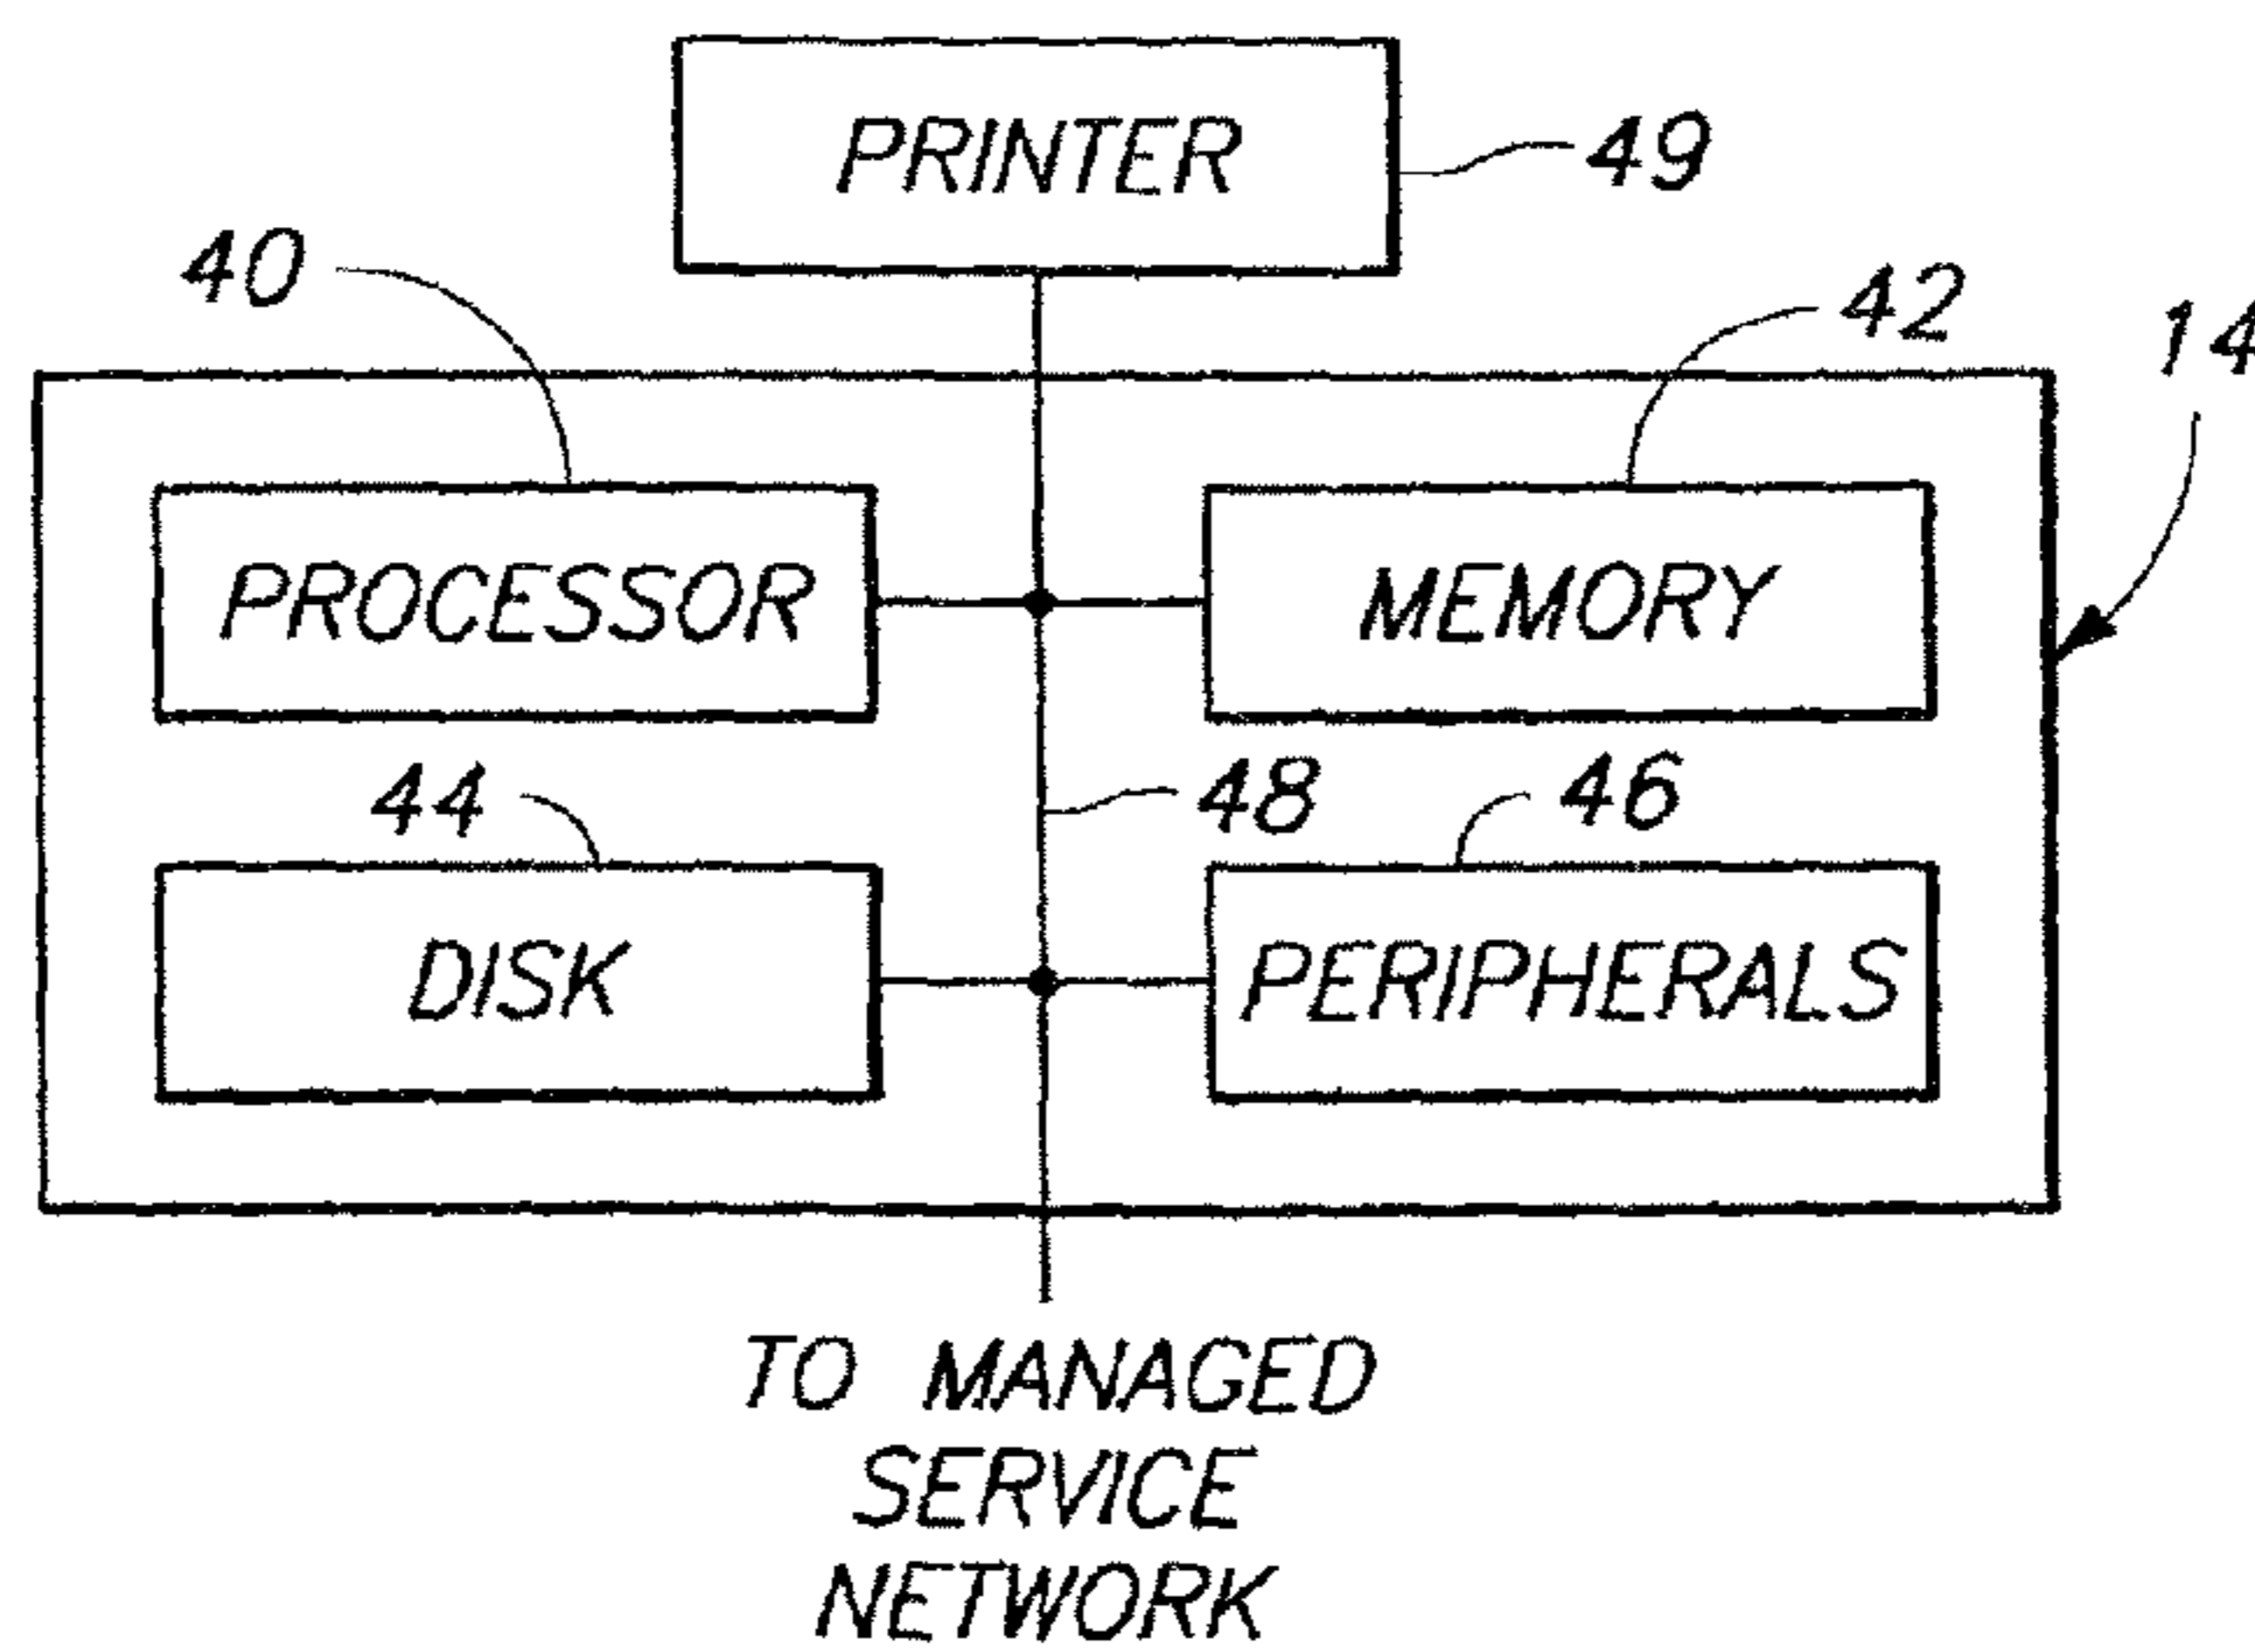 PRINTER
49
40
42
14
PROCESSOR
MEMORY
44
48
46
DISK
PERIPHERALS
TO MANAGED
SERVICE
NETWORK